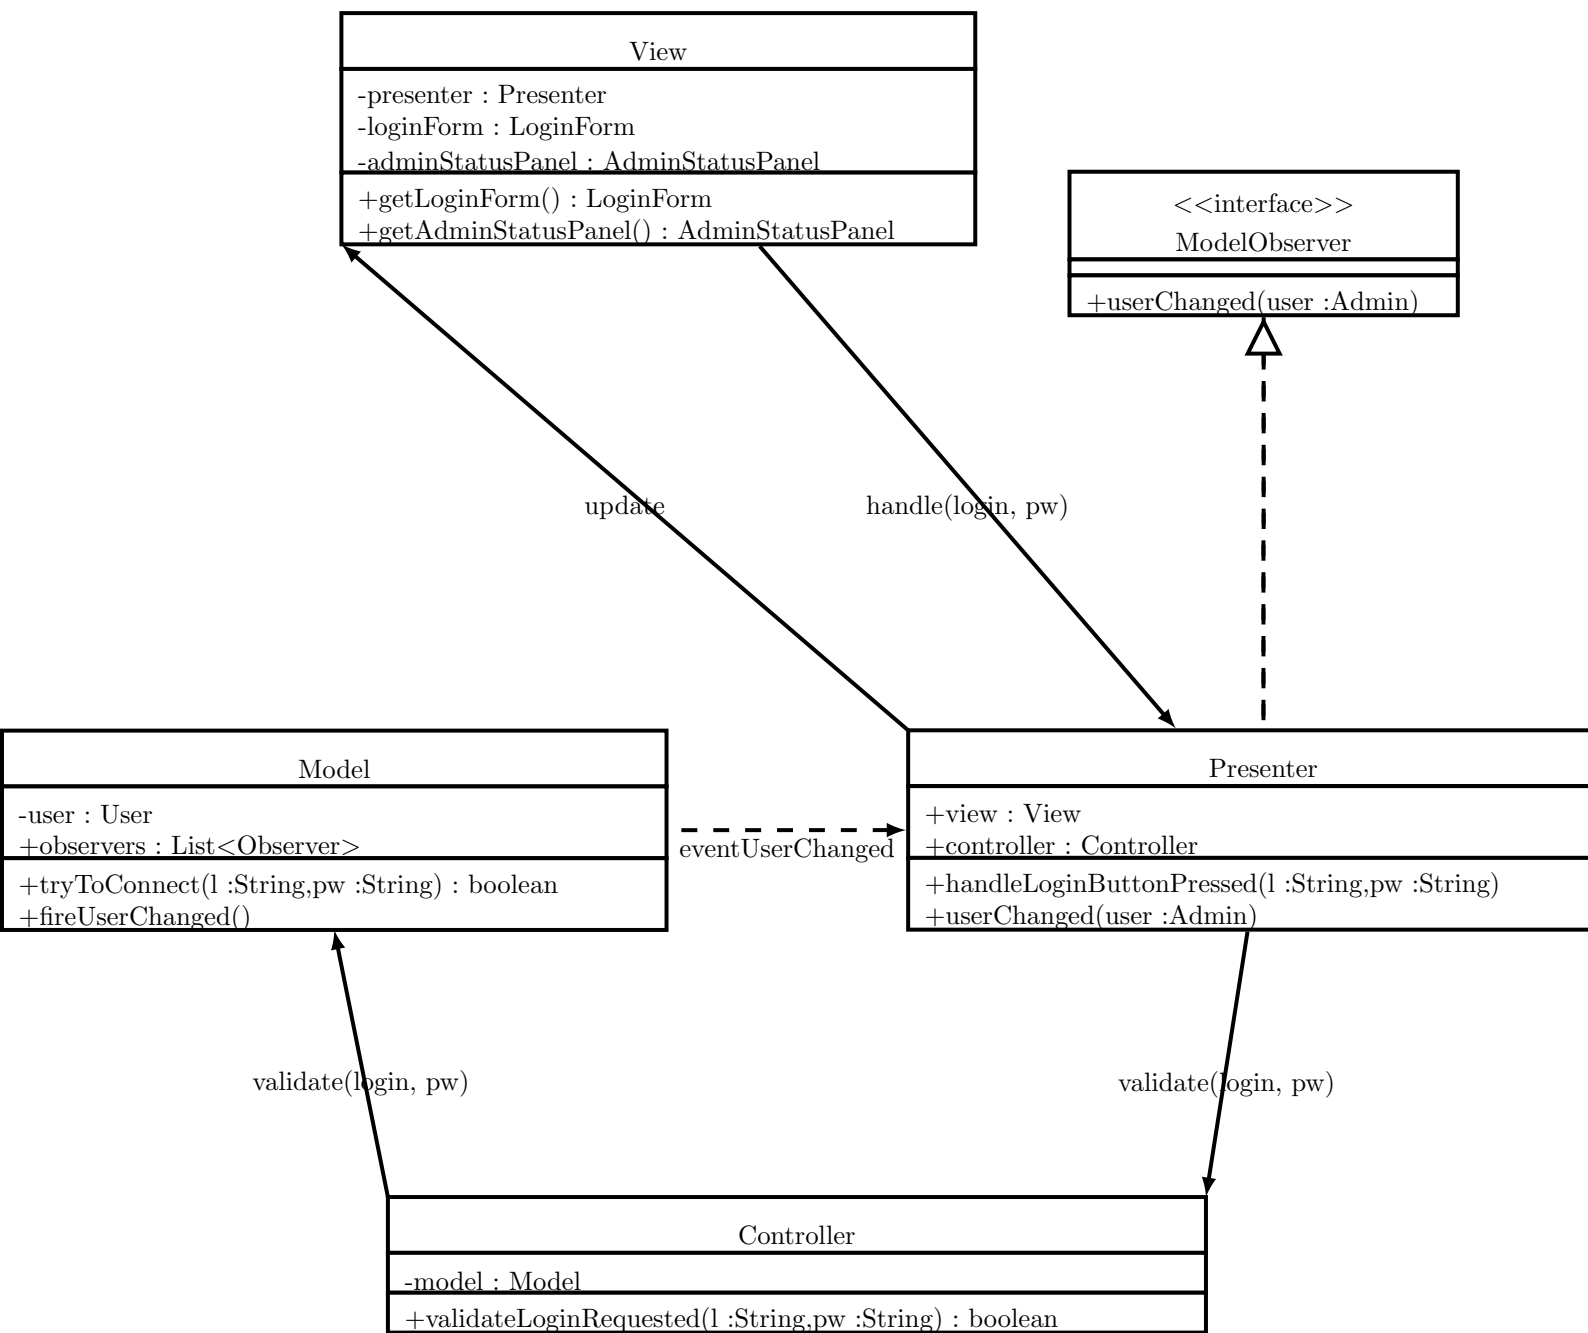 View
-presenter : Presenter
-loginForm : LoginForm
-adminStatusPanel : AdminStatusPanel
+getLoginForm() : LoginForm
+getAdminStatusPanel() : AdminStatusPanel
<<interface>>
ModelObserver
+userChanged(user :Admin)
update
handle(login, pw)
Model
-user : User
+observers : List<Observer>
+tryToConnect(l :String,pw :String) : boolean
+fireUserChanged()
eventUserChanged
Presenter
+view : View
+controller : Controller
+handleLoginButtonPressed(l :String,pw :String)
+userChanged(user :Admin)
validate(login, pw)
validate(login, pw)
Controller
-model : Model
+validateLoginRequested(l :String,pw :String) : boolean